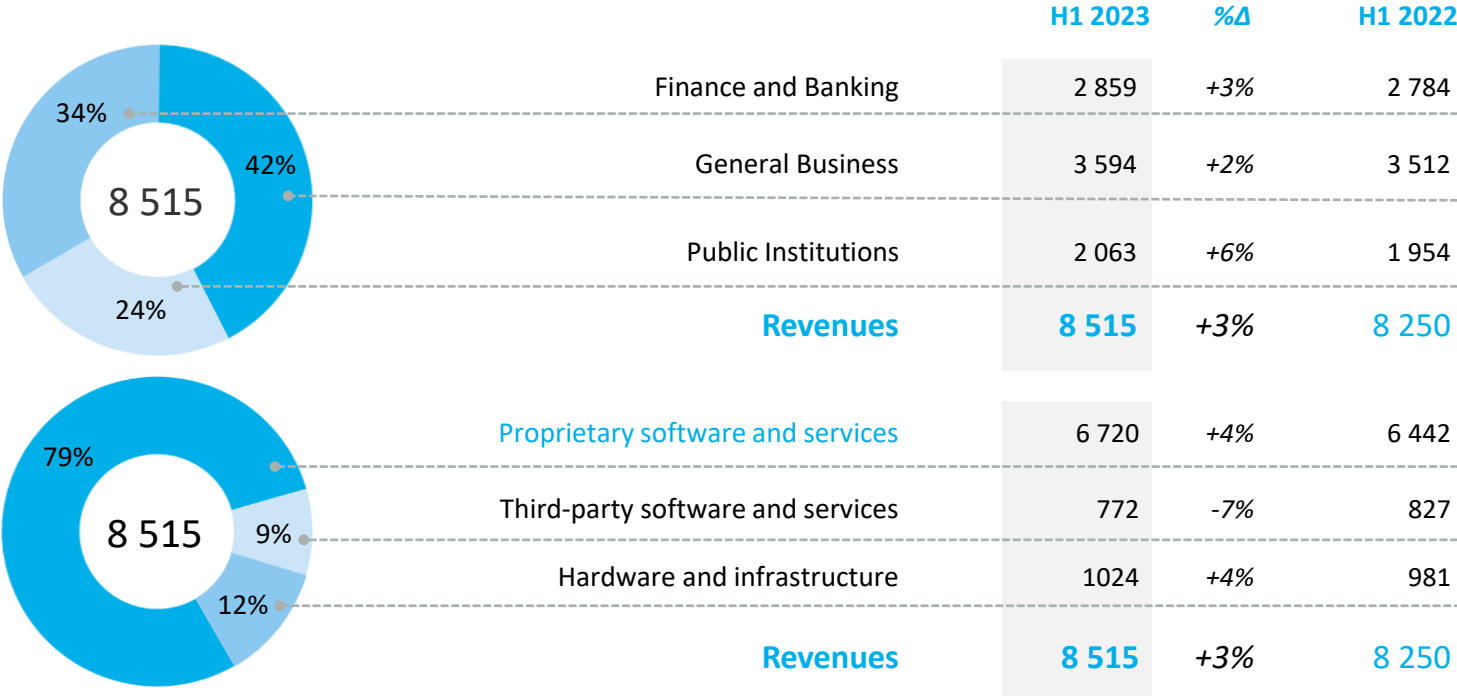 H1 2023 %Δ H1 2022
34%
42%
24%
8 515
Finance and Banking 2 859 +3% 2 784
General Business 3 594 +2% 3 512
Public Institutions 2 063 +6% 1 954
Revenues 8 515 +3% 8 250
79%
9%
12%
8 515
Proprietary software and services 6 720 +4% 6 442
Third-party software and services 772 -7% 827
Hardware and infrastructure 1024 +4% 981
Revenues 8 515 +3% 8 250